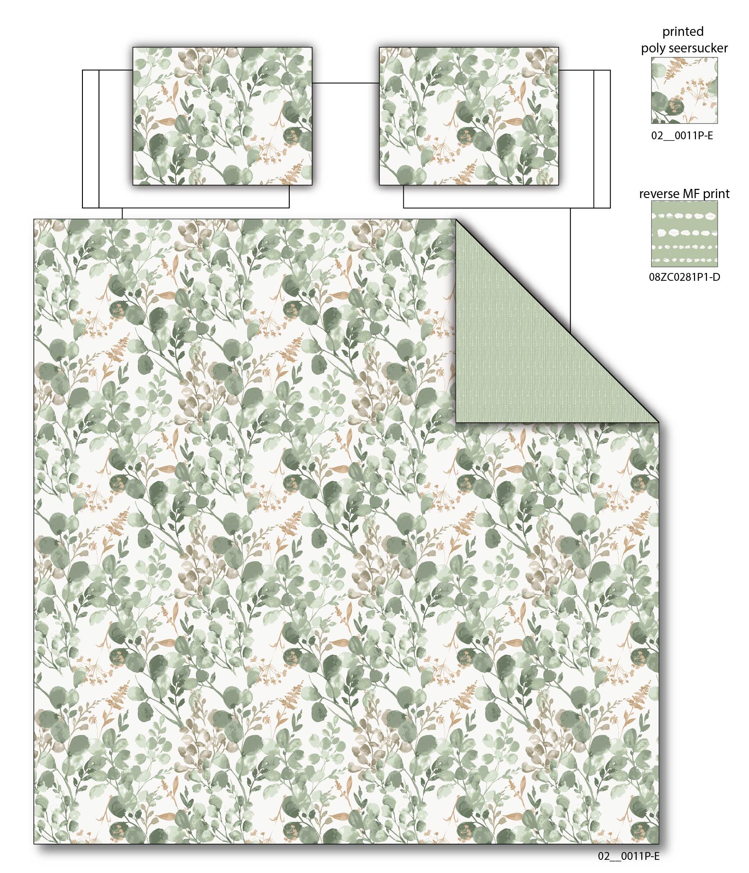 printed
poly seersucker
02__0011P-E
reverse MF print
08ZC0281P1-D
02__0011P-E